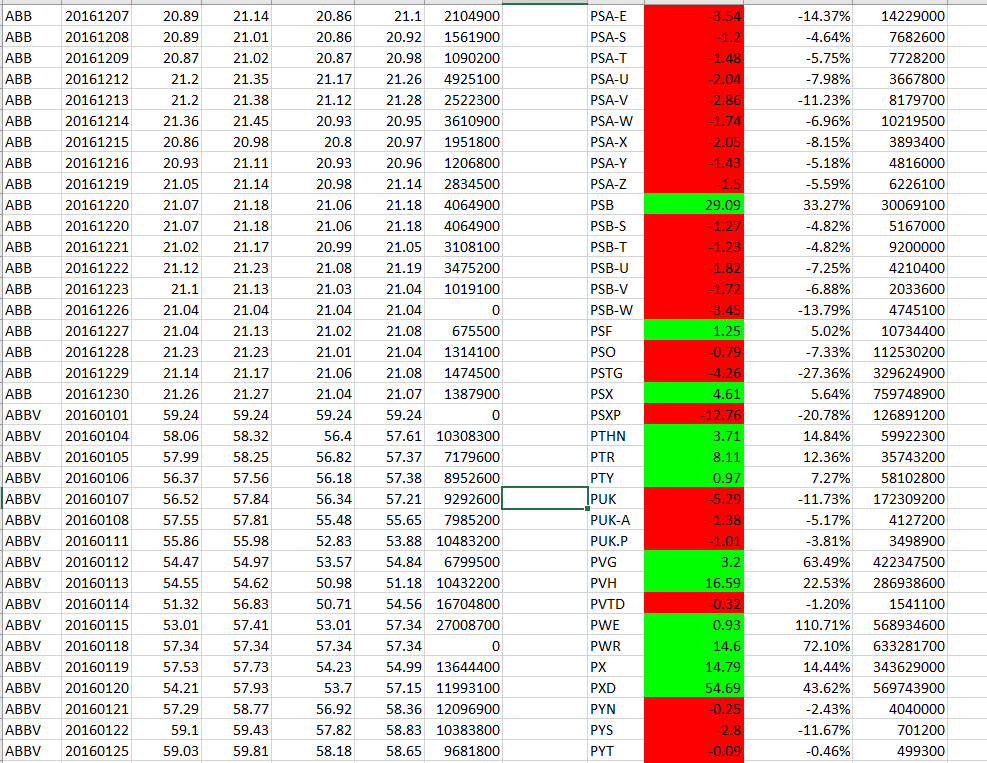 ABB 20161207 20.89 21.14 20.86 21.1 2104900 PSA-E -3.54 -14.37% 14229000
ABB 20161208 20.89 21.01 20.86 20.92 1561900 PSA-S -1.2 -4.64% 7682600
ABB 20161209 20.87 21.02 20.87 20.98 1090200 PSA-T -1.48 -5.75% 7728200
ABB 20161212 21.2 21.35 21.17 21.26 4925100 PSA-U -2.04 -7.98% 3667800
ABB 20161213 21.2 21.38 21.12 21.28 2522300 PSA-V -2.86 -11.23% 8179700
ABB 20161214 21.36 21.45 20.93 20.95 3610900 PSA-W -1.74 -6.96% 10219500
ABB 20161215 20.86 20.98 20.8 20.97 1951800 PSA-X -2.05 -8.15% 3893400
ABB 20161216 20.93 21.11 20.93 20.96 1206800 PSA-Y -1.43 -5.18% 4816000
ABB 20161219 21.05 21.14 20.98 21.14 2834500 PSA-Z -1.5 -5.59% 6226100
ABB 20161220 21.07 21.18 21.06 21.18 4064900 PSB 29.09 33.27% 30069100
ABB 20161220 21.07 21.18 21.06 21.18 4064900 PSB-S -1.27 -4.82% 5167000
ABB 20161221 21.02 21.17 20.99 21.05 3108100 PSB-T -1.23 -4.82% 9200000
ABB 20161222 21.12 21.23 21.08 21.19 3475200 PSB-U -1.82 -7.25% 4210400
ABB 20161223 21.1 21.13 21.03 21.04 1019100 PSB-V -1.72 -6.88% 2033600
ABB 20161226 21.04 21.04 21.04 21.04 0 PSB-W -3.45 -13.79% 4745100
ABB 20161227 21.04 21.13 21.02 21.08 675500 PSF 1.25 5.02% 10734400
ABB 20161228 21.23 21.23 21.01 21.04 1314100 PSO -0.79 -7.33% 112530200
ABB 20161229 21.14 21.17 21.06 21.08 1474500 PSTG -4.26 -27.36% 329624900
ABB 20161230 21.26 21.27 21.04 21.07 1387900 PSX 4.61 5.64% 759748900
ABBV 20160101 59.24 59.24 59.24 59.24 0 PSXP -12.76 -20.78% 126891200
ABBV 20160104 58.06 58.32 56.4 57.61 10308300 PTHN 3.71 14.84% 59922300
ABBV 20160105 57.99 58.25 56.82 57.37 7179600 PTR 8.11 12.36% 35743200
ABBV 20160106 56.37 57.56 56.18 57.38 8952600 PTY 0.97 7.27% 58102800
ABBV 20160107 56.52 57.84 56.34 57.21 9292600 PUK -5.29 -11.73% 172309200
ABBV 20160108 57.55 57.81 55.48 55.65 7985200 PUK-A -1.38 -5.17% 4127200
ABBV 20160111 55.86 55.98 52.83 53.88 10483200 PUK.P -1.01 -3.81% 3498900
ABBV 20160112 54.47 54.97 53.57 54.84 6799500 PVG 3.2 63.49% 422347500
ABBV 20160113 54.55 54.62 50.98 51.18 10432200 PVH 16.59 22.53% 286938600
ABBV 20160114 51.32 56.83 50.71 54.56 16704800 PVTD -0.32 -1.20% 1541100
ABBV 20160115 53.01 57.41 53.01 57.34 27008700 PWE 0.93 110.71% 568934600
ABBV 20160118 57.34 57.34 57.34 57.34 0 PWR 14.6 72.10% 633281700
ABBV 20160119 57.53 57.73 54.23 54.99 13644400 PX 14.79 14.44% 343629000
ABBV 20160120 54.21 57.93 53.7 57.15 11993100 PXD 54.69 43.62% 569743900
ABBV 20160121 57.29 58.77 56.92 58.36 12096900 PYN -0.25 -2.43% 4040000
ABBV 20160122 59.1 59.43 57.82 58.83 10383800 PYS -2.8 -11.67% 701200
ABBV 20160125 59.03 59.81 58.18 58.65 9681800 PYT -0.09 -0.46% 499300